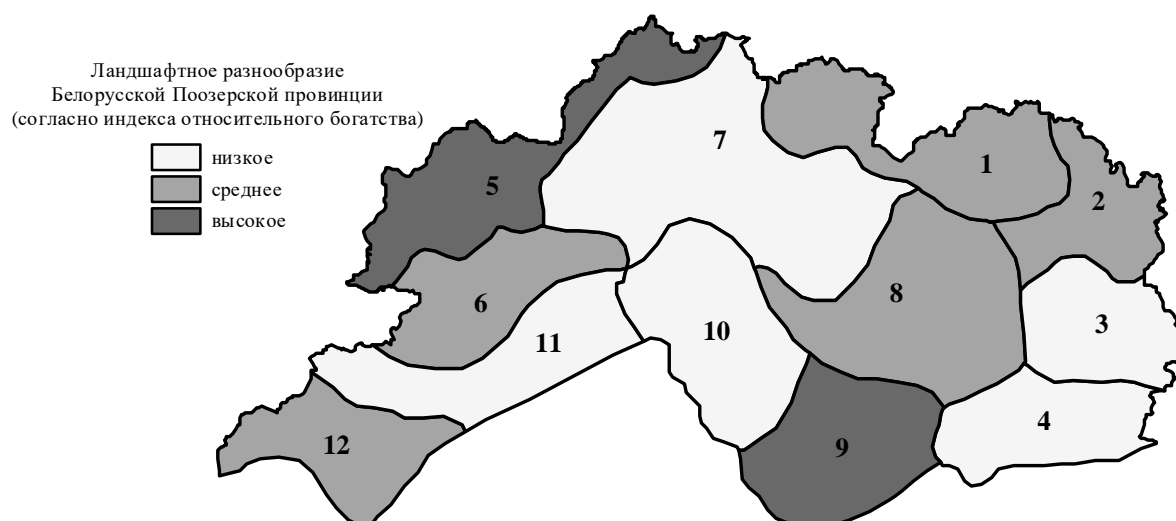 Ландшафтное разнообразие
Белорусской Поозерской провинции
(согласно индекса относительного богатства)
низкое
среднее
высокое
7
1
5
2
8
6
3
10
11
4
12
9